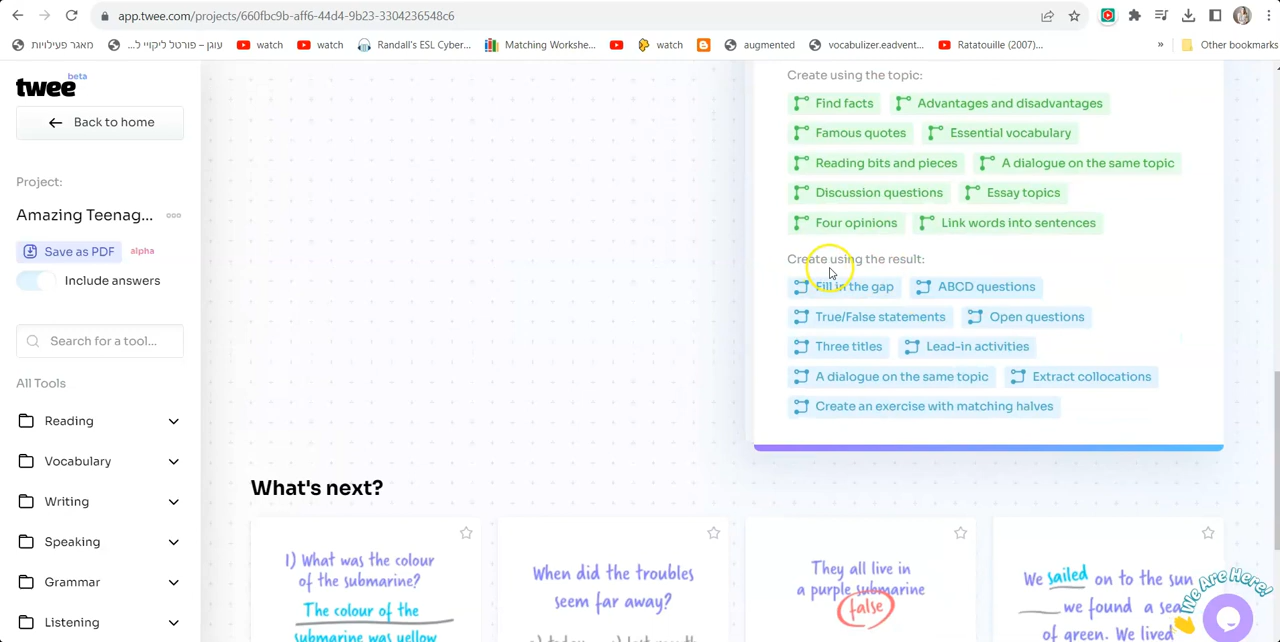 app.twee.com/projects/660fbc9b-aff6-44d4-9b23-3304236548c6
מאגר פעילויות
עוגן – פורטל ליקויי ל...
watch
watch
Randall's ESL Cyber...
Matching Workshe...
watch
augmented
vocabulizer.eadvent...
Ratatouille (2007)...
»
Other bookmarks
twee beta
Back to home
Project:
Amazing Teenag...
Save as PDF alpha
Include answers
Search for a tool...
All Tools
Reading
Vocabulary
Writing
Speaking
Grammar
Listening
Create using the topic:
Find facts Advantages and disadvantages
Famous quotes Essential vocabulary
Reading bits and pieces A dialogue on the same topic
Discussion questions Essay topics
Four opinions Link words into sentences
Create using the result:
Fill in the gap ABCD questions
True/False statements Open questions
Three titles Lead-in activities
A dialogue on the same topic Extract collocations
Create an exercise with matching halves
What's next?
1) What was the colour
of the submarine?
The colour of the
submarine was yellow
When did the troubles
seem far away?
They all live in
a purple submarine
false
We sailed on to the sun
____ we found a sea
of green. We lived
We Are Here!